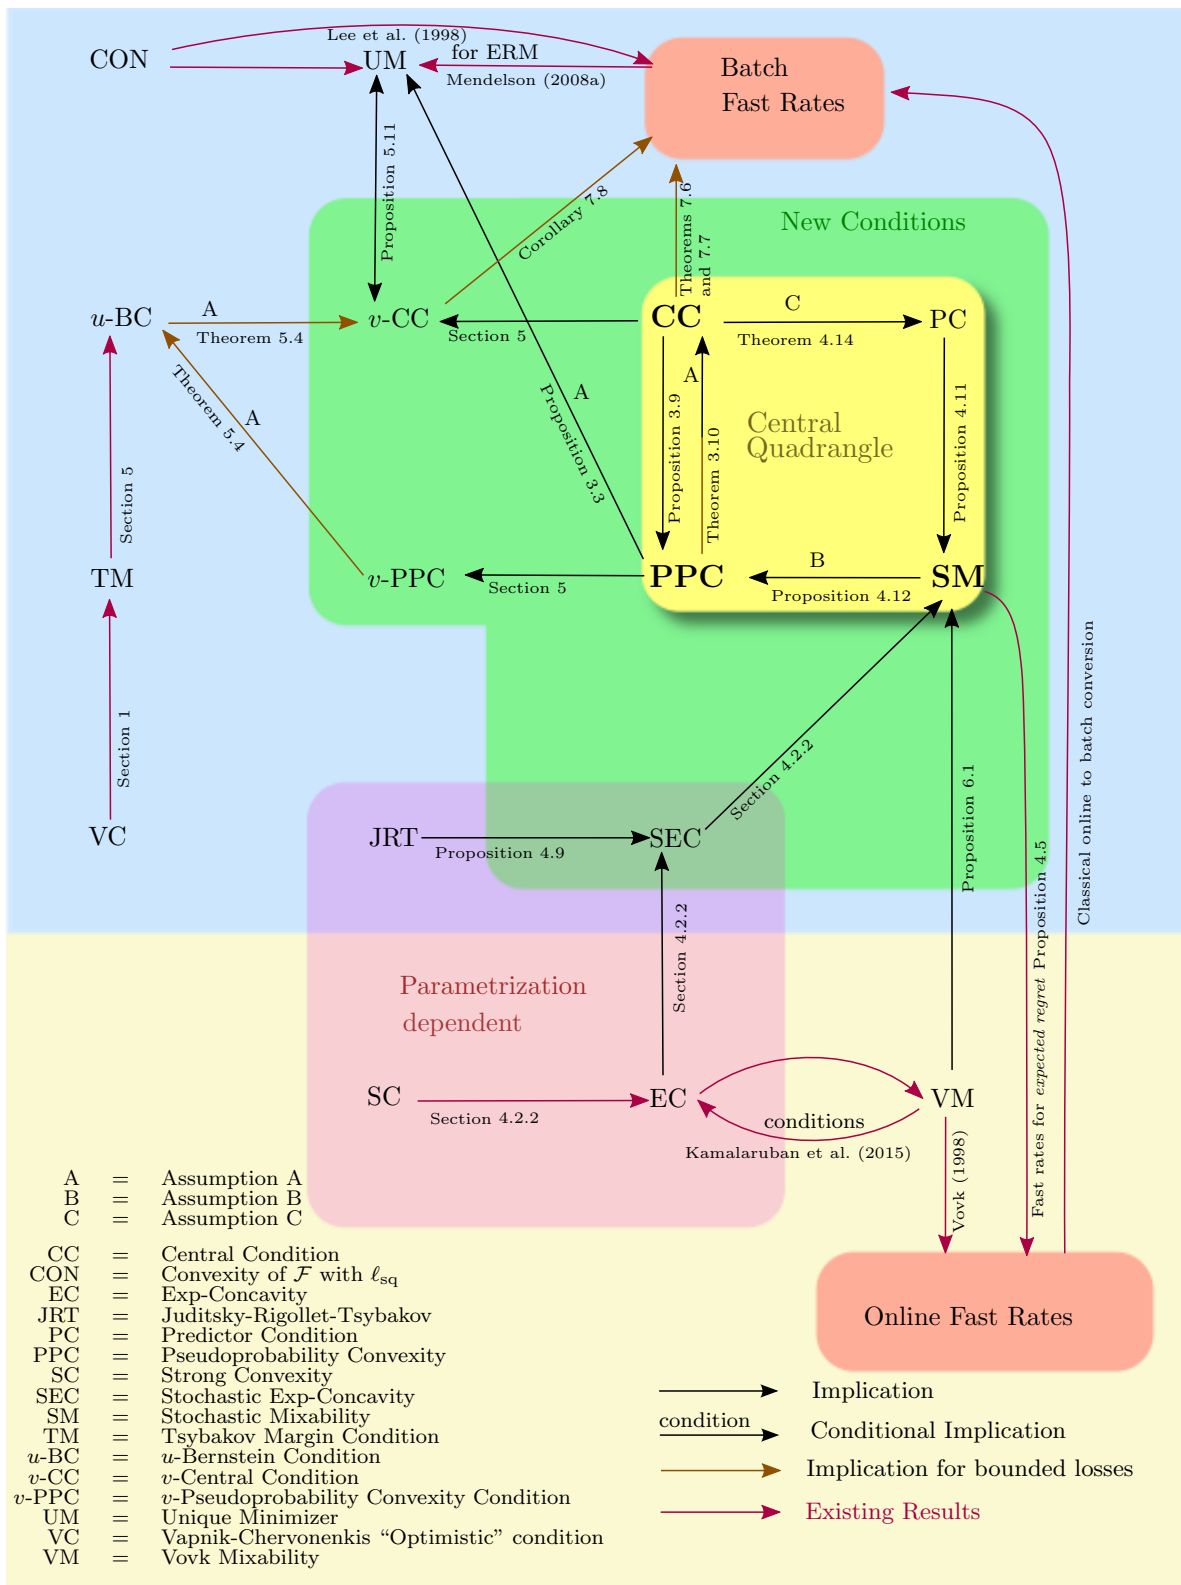 Lee et al. (1998)
CON
UM
for ERM
Mendelson (2008a)
Batch
Fast Rates
Proposition 5.11
Corollary 7.8
Theorems 7.6
and 7.7
New Conditions
u-BC
A
Theorem 5.4
v-CC
Section 5
CC
C
Theorem 4.14
PC
Theorem 5.4
A
Proposition 3.3
A
Proposition 3.9
A
Theorem 3.10
Central
Quadrangle
Proposition 4.11
Section 5
TM
v-PPC
Section 5
PPC
B
Proposition 4.12
SM
Section 1
VC
JRT
Proposition 4.9
SEC
Section 4.2.2
Proposition 6.1
Fast rates for expected regret Proposition 4.5
Classical online to batch conversion
Section 4.2.2
Parametrization
dependent
SC
Section 4.2.2
EC
conditions
Kamalaruban et al. (2015)
VM
Vovk (1998)
Online Fast Rates
A = Assumption A
B = Assumption B
C = Assumption C
CC = Central Condition
CON = Convexity of ℱ with ℓsq
EC = Exp-Concavity
JRT = Juditsky-Rigollet-Tsybakov
PC = Predictor Condition
PPC = Pseudoprobability Convexity
SC = Strong Convexity
SEC = Stochastic Exp-Concavity
SM = Stochastic Mixability
TM = Tsybakov Margin Condition
u-BC = u-Bernstein Condition
v-CC = v-Central Condition
v-PPC = v-Pseudoprobability Convexity Condition
UM = Unique Minimizer
VC = Vapnik-Chervonenkis “Optimistic” condition
VM = Vovk Mixability
Implication
condition
Conditional Implication
Implication for bounded losses
Existing Results